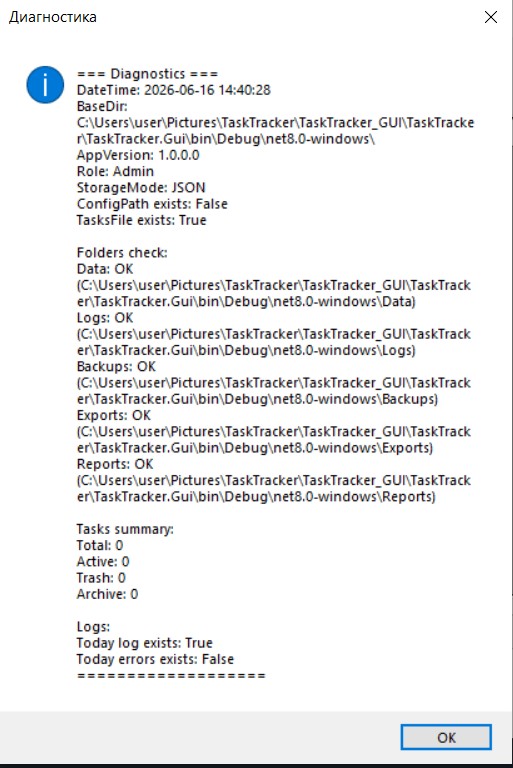 Диагностика
=== Diagnostics ===
DateTime: 2026-06-16 14:40:28
BaseDir:
C:\Users\user\Pictures\TaskTracker\TaskTracker_GUI\TaskTracke
r\TaskTracker.Gui\bin\Debug\net8.0-windows\
AppVersion: 1.0.0.0
Role: Admin
StorageMode: JSON
ConfigPath exists: False
TasksFile exists: True
Folders check:
Data: OK
(C:\Users\user\Pictures\TaskTracker\TaskTracker_GUI\TaskTrack
er\TaskTracker.Gui\bin\Debug\net8.0-windows\Data)
Logs: OK
(C:\Users\user\Pictures\TaskTracker\TaskTracker_GUI\TaskTrack
er\TaskTracker.Gui\bin\Debug\net8.0-windows\Logs)
Backups: OK
(C:\Users\user\Pictures\TaskTracker\TaskTracker_GUI\TaskTrack
er\TaskTracker.Gui\bin\Debug\net8.0-windows\Backups)
Exports: OK
(C:\Users\user\Pictures\TaskTracker\TaskTracker_GUI\TaskTrack
er\TaskTracker.Gui\bin\Debug\net8.0-windows\Exports)
Reports: OK
(C:\Users\user\Pictures\TaskTracker\TaskTracker_GUI\TaskTrack
er\TaskTracker.Gui\bin\Debug\net8.0-windows\Reports)
Tasks summary:
Total: 0
Active: 0
Trash: 0
Archive: 0
Logs:
Today log exists: True
Today errors exists: False
===================
OK